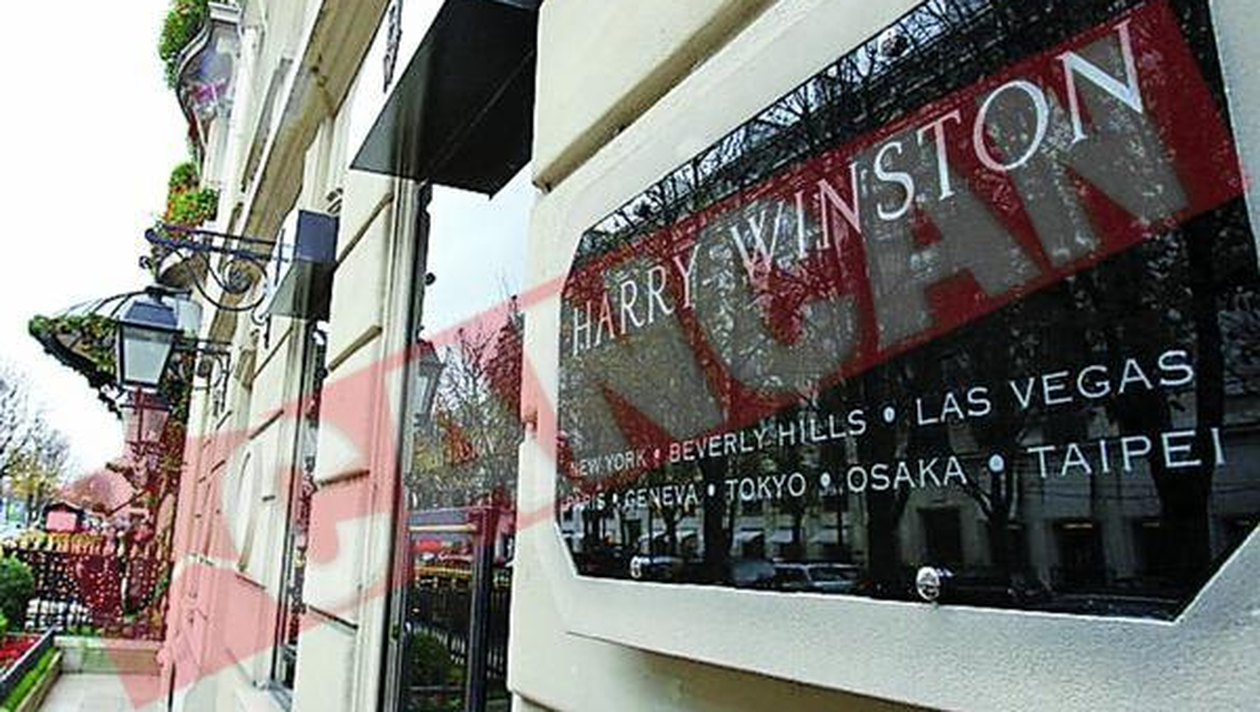 HARRY WINSTON
NEW YORK • BEVERLY HILLS • LAS VEGAS
PARIS • GENEVA • TOKYO • OSAKA • TAIPEI